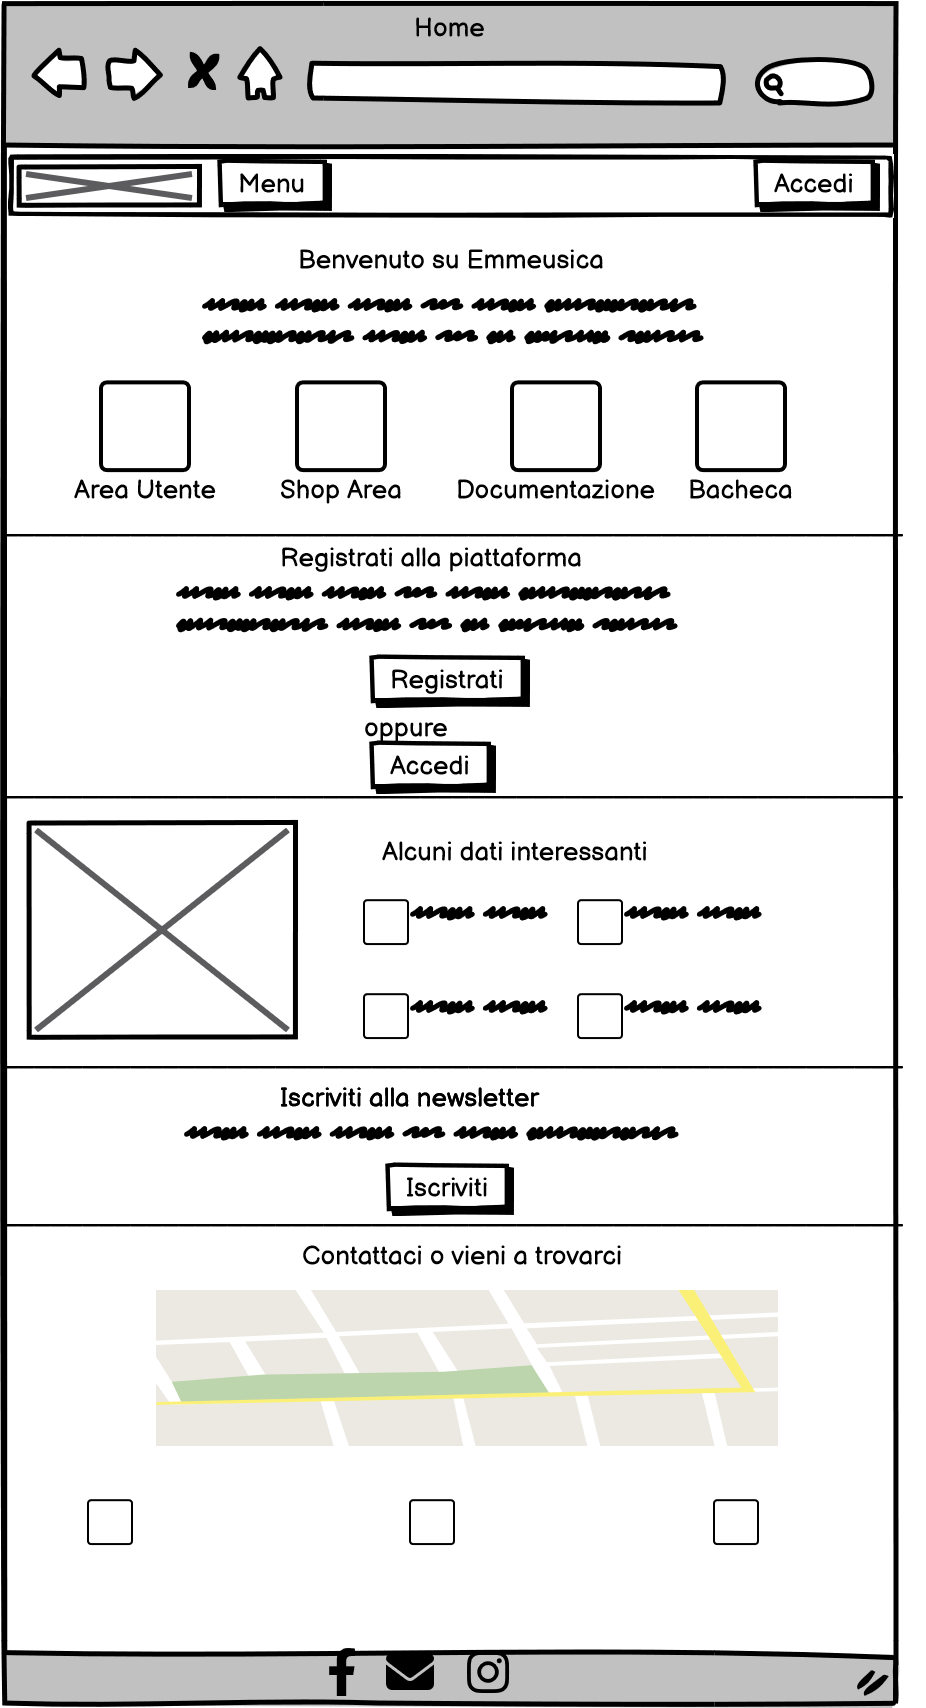 Home
Menu
Accedi
Benvenuto su Emmeusica
Area Utente
Shop Area
Documentazione
Bacheca
Registrati alla piattaforma
Registrati
oppure
Accedi
Alcuni dati interessanti
Iscriviti alla newsletter
Iscriviti
Contattaci o vieni a trovarci